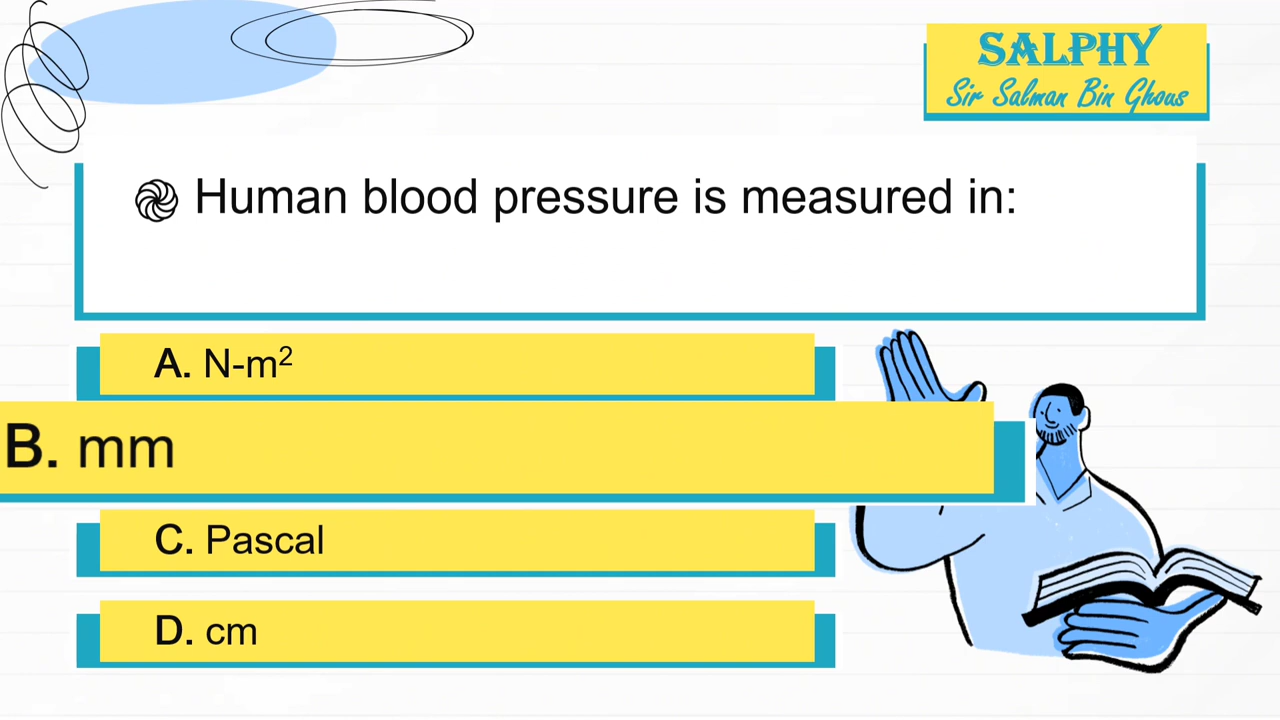 SALPHY
Sir Salman Bin Ghous
Human blood pressure is measured in:
A. N-m²
B. mm
C. Pascal
D. cm